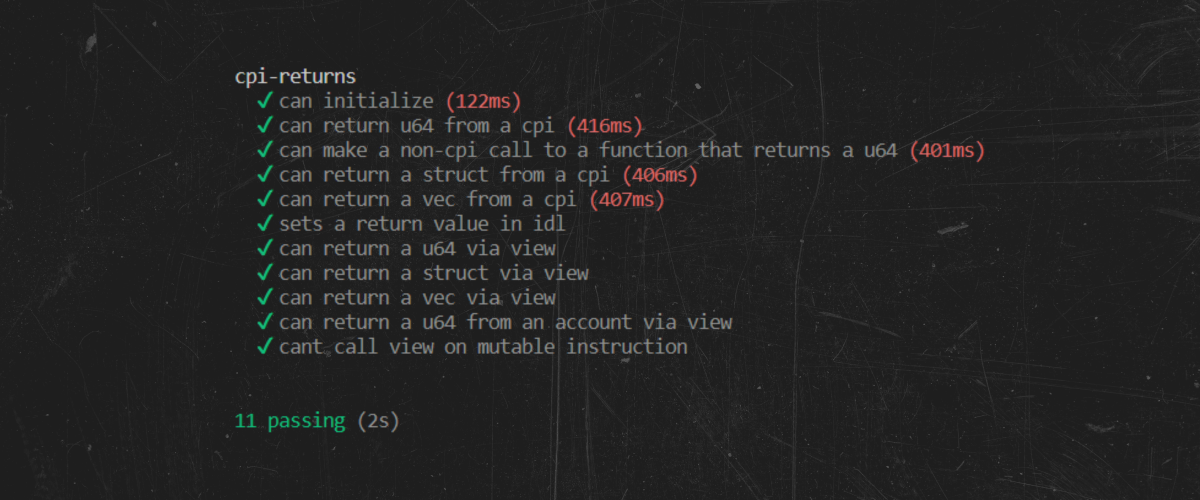 cpi-returns
✓ can initialize (122ms)
✓ can return u64 from a cpi (416ms)
✓ can make a non-cpi call to a function that returns a u64 (401ms)
✓ can return a struct from a cpi (406ms)
✓ can return a vec from a cpi (407ms)
✓ sets a return value in idl
✓ can return a u64 via view
✓ can return a struct via view
✓ can return a vec via view
✓ can return a u64 from an account via view
✓ cant call view on mutable instruction
11 passing (2s)